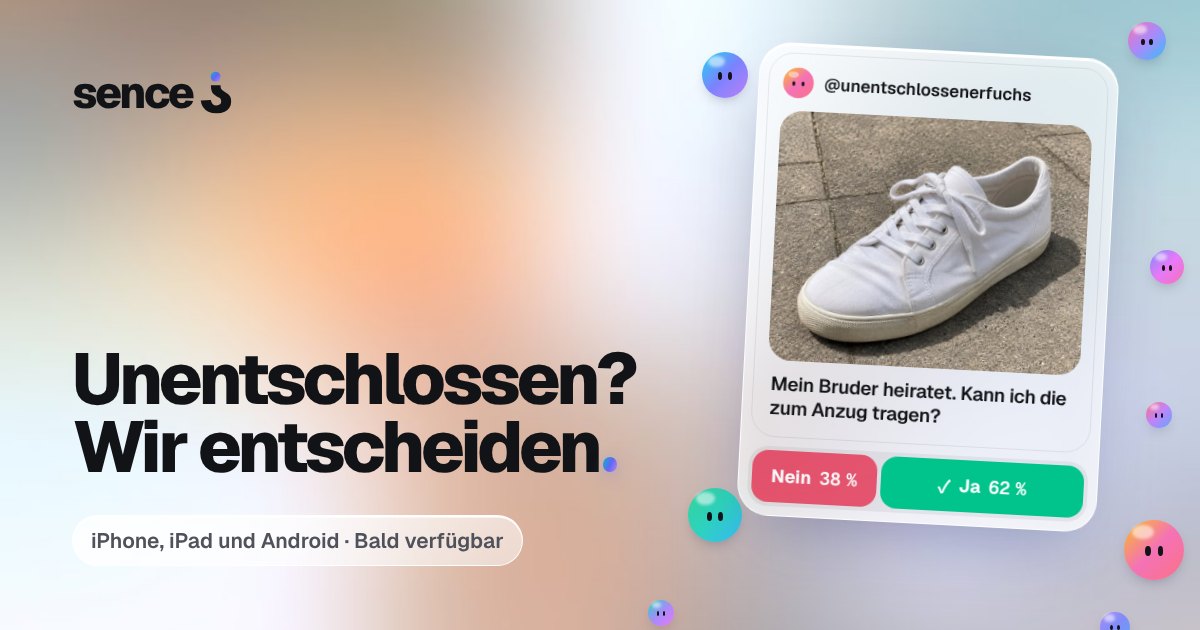 sence
Unentschlossen?
Wir entscheiden.
iPhone, iPad und Android · Bald verfügbar
@unentschlossenerfuchs
Mein Bruder heiratet. Kann ich die
zum Anzug tragen?
Nein 38 %
✓ Ja 62 %